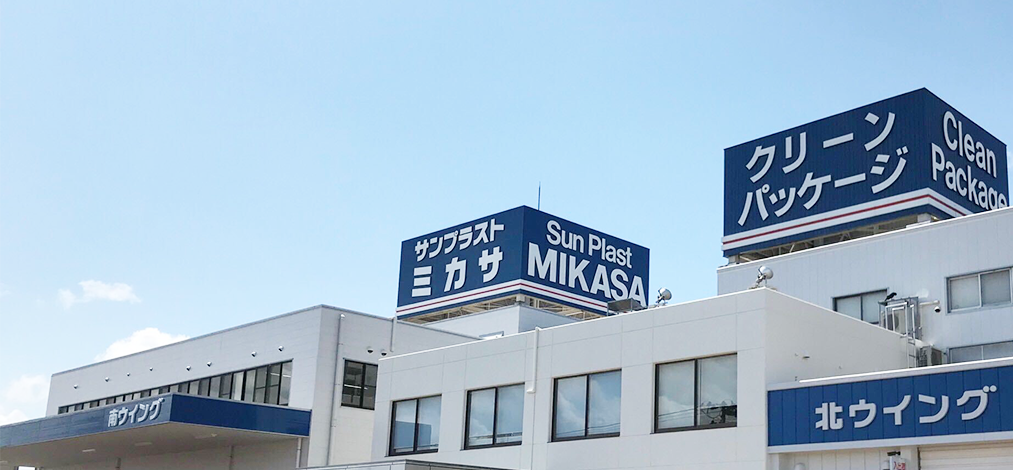 サンプラスト
ミカサ
Sun Plast
MIKASA
クリーン
パッケージ
Clean
Package
南ウイング
北ウイング